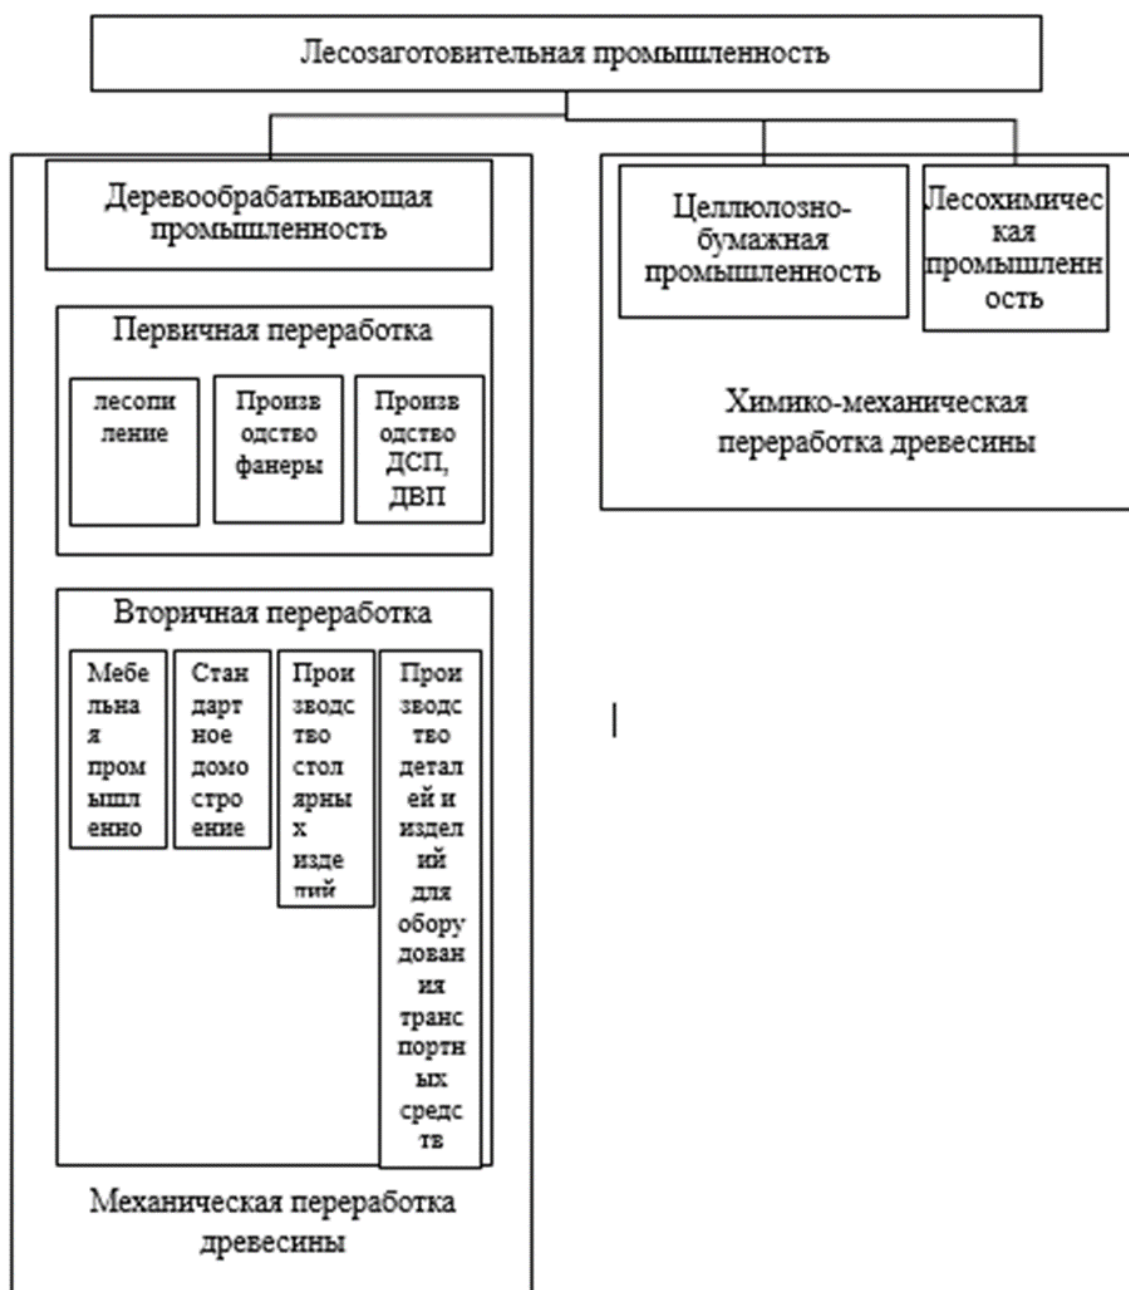 Лесозаготовительная промышленность
Деревообрабатывающая
промышленность
Первичная переработка
лесопи
ление
Произв
одство
фанеры
Произв
одство
ДСП,
ДВП
Вторичная переработка
Мебе
льна
я
пром
ышл
енно
Стан
дарт
ное
домо
стро
ение
Прои
зводс
тво
стол
ярны
х
изде
лий
Прои
зводс
тво
детал
ей и
издел
ий
для
обору
дован
ия
транс
портн
ых
средс
тв
Механическая переработка
древесины
Целлюлозно-
бумажная
промышленность
Лесохимичес
кая
промышленн
ость
Химико-механическая
переработка древесины